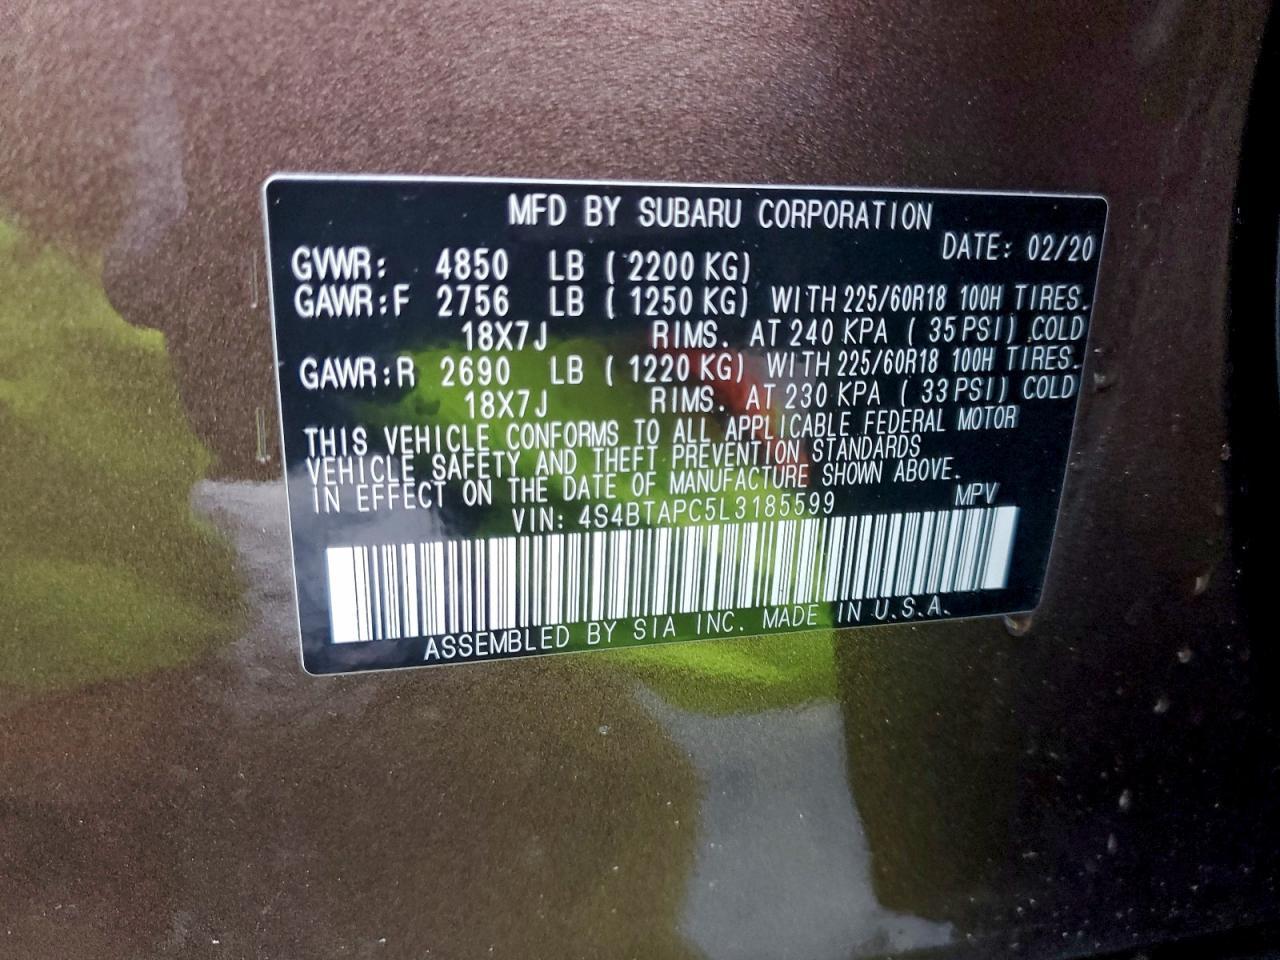 MFD BY SUBARU CORPORATION
DATE: 02/20
GVWR: 4850 LB (2200 KG)
GAWR:F 2756 LB (1250 KG) WITH 225/60R18 100H TIRES.
18X7J RIMS. AT 240 KPA (35 PSI) COLD
GAWR:R 2690 LB (1220 KG) WITH 225/60R18 100H TIRES.
18X7J RIMS. AT 230 KPA (33 PSI) COLD
THIS VEHICLE CONFORMS TO ALL APPLICABLE FEDERAL MOTOR
VEHICLE SAFETY AND THEFT PREVENTION STANDARDS
IN EFFECT ON THE DATE OF MANUFACTURE SHOWN ABOVE.
VIN: 4S4BTAPC5L3185599 MPV
ASSEMBLED BY SIA INC. MADE IN U.S.A.